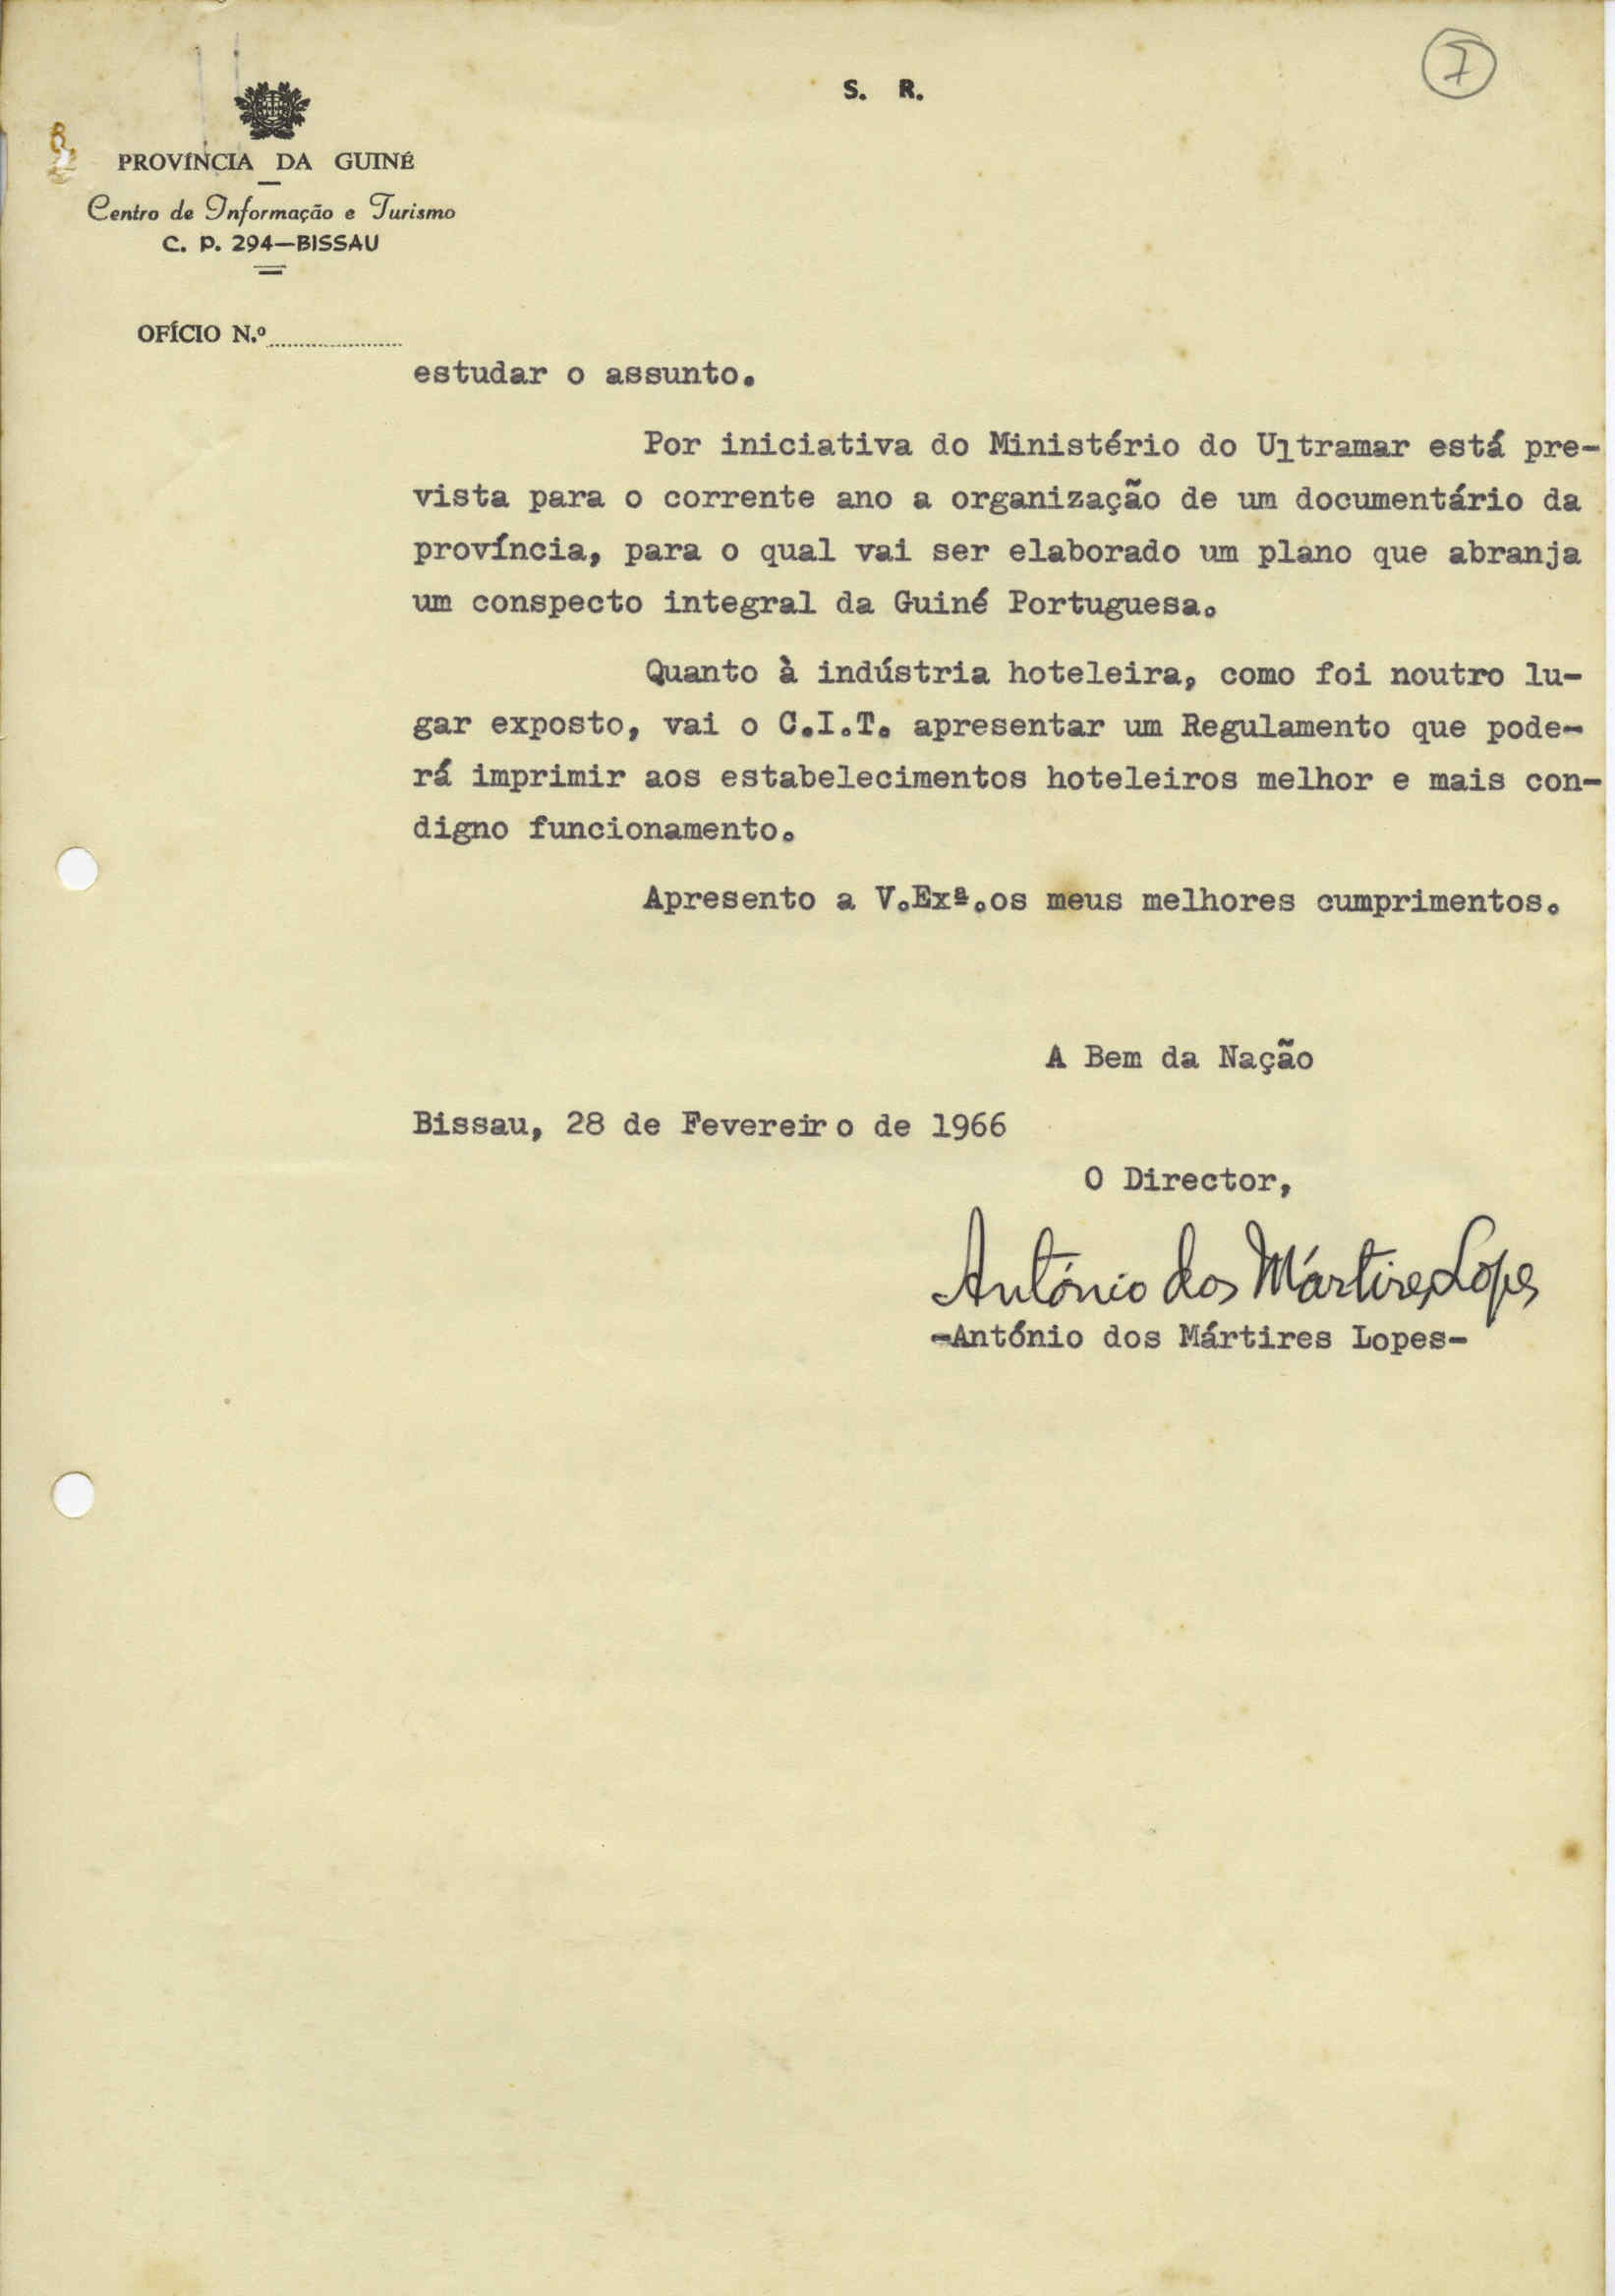 7
S. R.
PROVÍNCIA DA GUINÉ
Centro de Informação e Turismo
C. P. 294—BISSAU
OFÍCIO N.º
estudar o assunto.
Por iniciativa do Ministério do Ultramar está pre-
vista para o corrente ano a organização de um documentário da
província, para o qual vai ser elaborado um plano que abranja
um conspecto integral da Guiné Portuguesa.
Quanto à indústria hoteleira, como foi noutro lu-
gar exposto, vai o C.I.T. apresentar um Regulamento que pode-
rá imprimir aos estabelecimentos hoteleiros melhor e mais con-
digno funcionamento.
Apresento a V.Exª.os meus melhores cumprimentos.
A Bem da Nação
Bissau, 28 de Fevereiro de 1966
O Director,
António dos Mártires Lopes
-António dos Mártires Lopes-